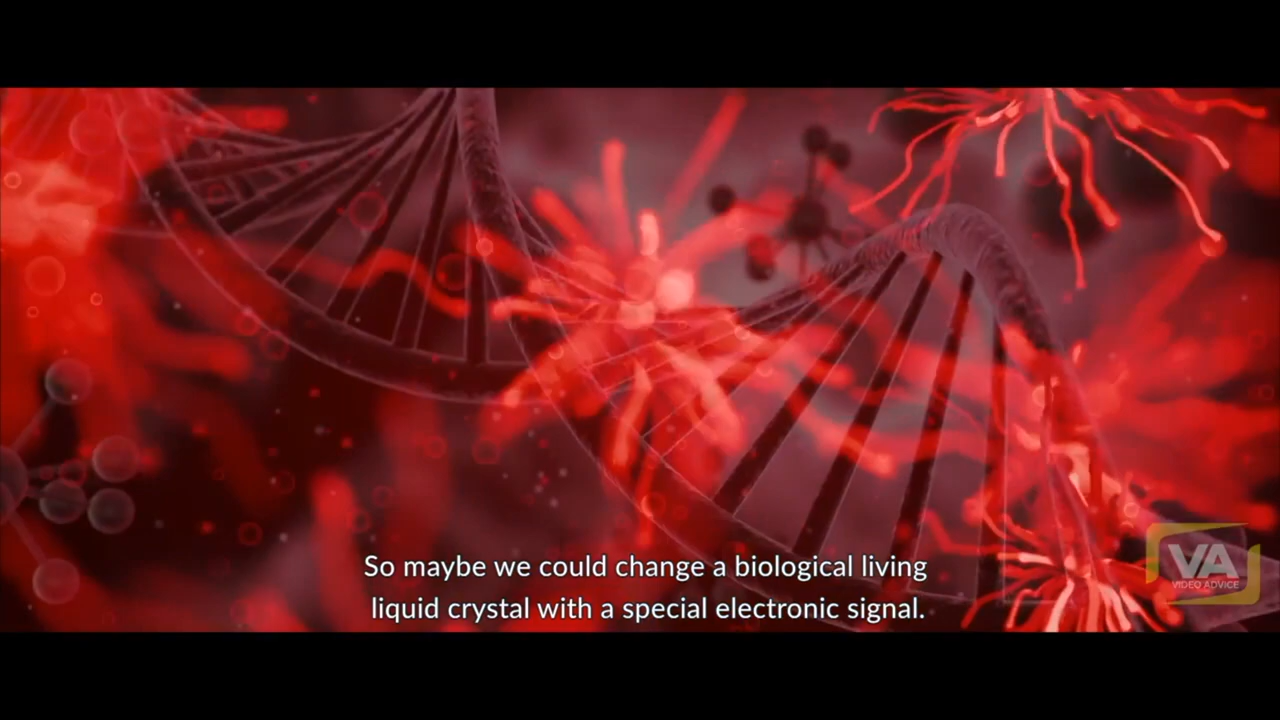 So maybe we could change a biological living
liquid crystal with a special electronic signal.
VA
VIDEO ADVICE